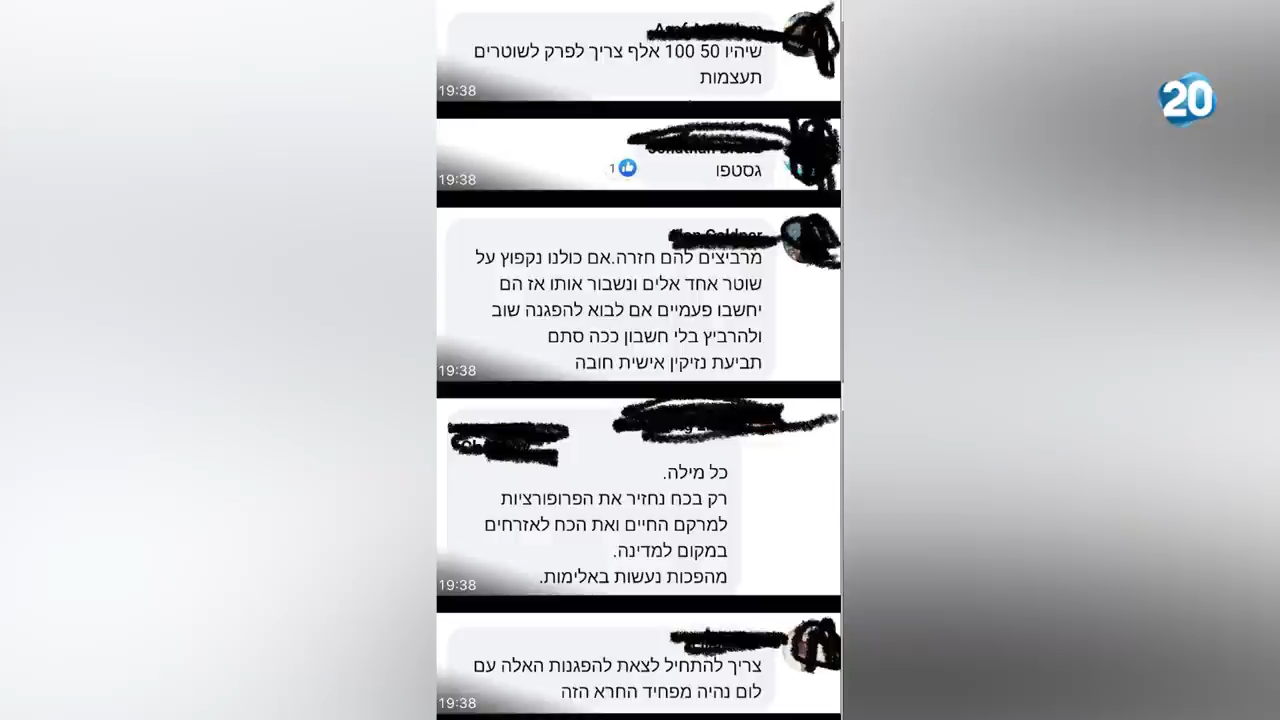 שיהיו 50 100 אלף צריך לפרק לשוטרים
תעצמות
19:38
20
גסטפו
1
19:38
מרביצים להם חזרה.אם כולנו נקפוץ על
שוטר אחד אלים ונשבור אותו אז הם
יחשבו פעמיים אם לבוא להפגנה שוב
ולהרביץ בלי חשבון ככה סתם
תביעת נזיקין אישית חובה
19:38
כל מילה.
רק בכח נחזיר את הפרופורציות
למרקם החיים ואת הכח לאזרחים
במקום למדינה.
מהפכות נעשות באלימות.
19:38
צריך להתחיל לצאת להפגנות האלה עם
לום נהיה מפחיד החרא הזה
19:38